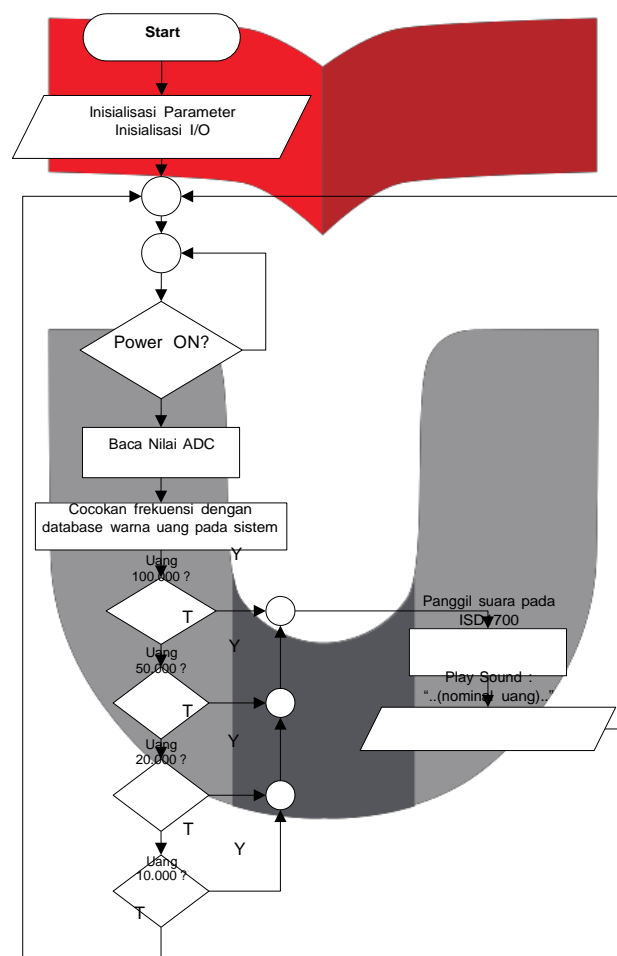 Start
Inisialisasi Parameter
Inisialisasi I/O
Power ON?
Baca Nilai ADC
Cocokan frekuensi dengan
database warna uang pada sistem
Y
Uang
100.000 ?
T
Panggil suara pada
ISD1700
Y
Uang
50.000 ?
T
Play Sound :
“..(nominal uang)..”
Y
Uang
20.000 ?
T
Y
Uang
10.000 ?
T